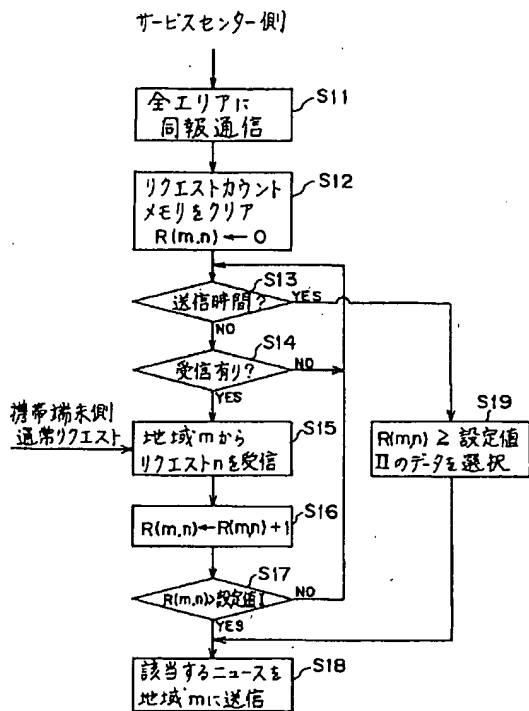 サービスセンター側
S11
全エリアに
同報通信
S12
リクエストカウント
メモリをクリア
R(m,n) ← 0
S13
送信時間?
YES
NO
S14
受信有り?
NO
YES
携帯端末側
通常リクエスト
S15
地域mから
リクエストnを受信
S16
R(m,n)←R(m,n)+1
S17
R(m,n)>設定値I
NO
YES
S19
R(m,n) ≥ 設定値
IIのデータを選択
S18
該当するニュースを
地域mに送信